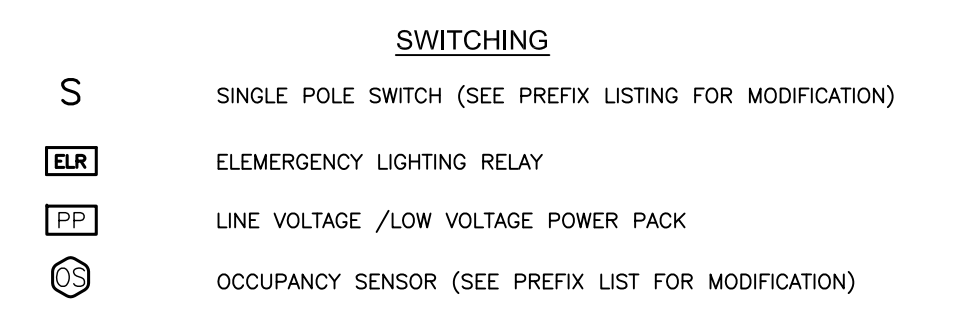 SWITCHING
S SINGLE POLE SWITCH (SEE PREFIX LISTING FOR MODIFICATION)
ELR ELEMERGENCY LIGHTING RELAY
PP LINE VOLTAGE /LOW VOLTAGE POWER PACK
OS OCCUPANCY SENSOR (SEE PREFIX LIST FOR MODIFICATION)